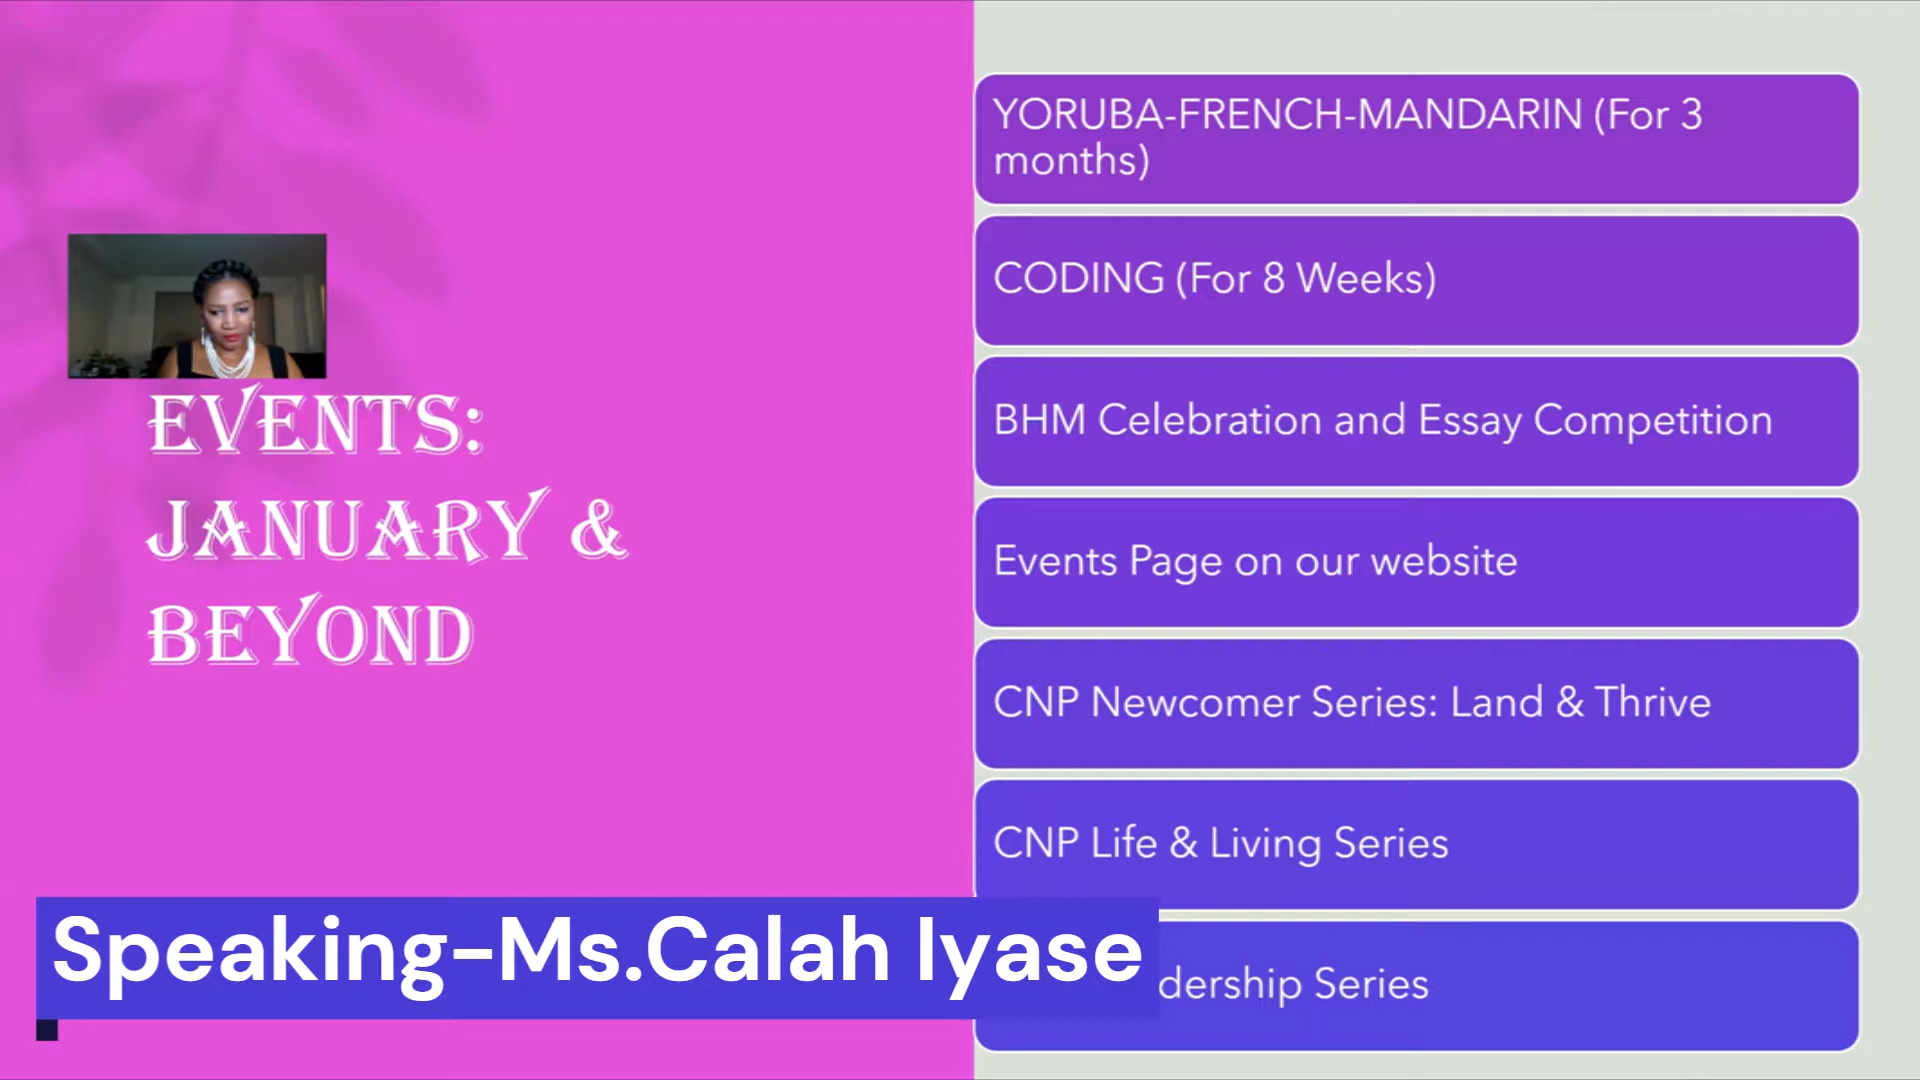 EVENTS:
JANUARY &
BEYOND
YORUBA-FRENCH-MANDARIN (For 3
months)
CODING (For 8 Weeks)
BHM Celebration and Essay Competition
Events Page on our website
CNP Newcomer Series: Land & Thrive
CNP Life & Living Series
dership Series
Speaking-Ms.Calah Iyase